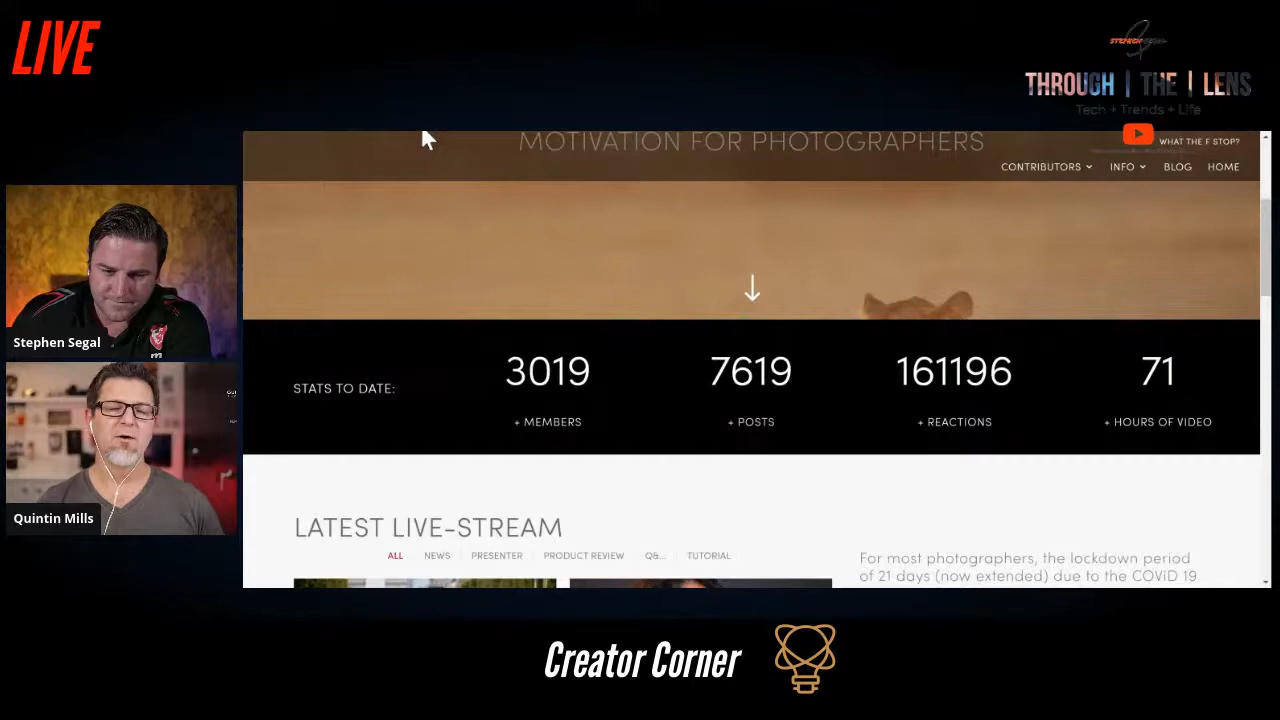 LIVE
STEPHEN SEGAL
THROUGH | THE | LENS
Tech + Trends + Life
MOTIVATION FOR PHOTOGRAPHERS
WHAT THE F STOP?
CONTRIBUTORS INFO BLOG HOME
Stephen Segal
Quintin Mills
STATS TO DATE:
3019 7619 161196 71
+ MEMBERS + POSTS + REACTIONS + HOURS OF VIDEO
LATEST LIVE-STREAM
ALL NEWS PRESENTER PRODUCT REVIEW Q&... TUTORIAL
For most photographers, the lockdown period
of 21 days (now extended) due to the COViD 19
Creator Corner